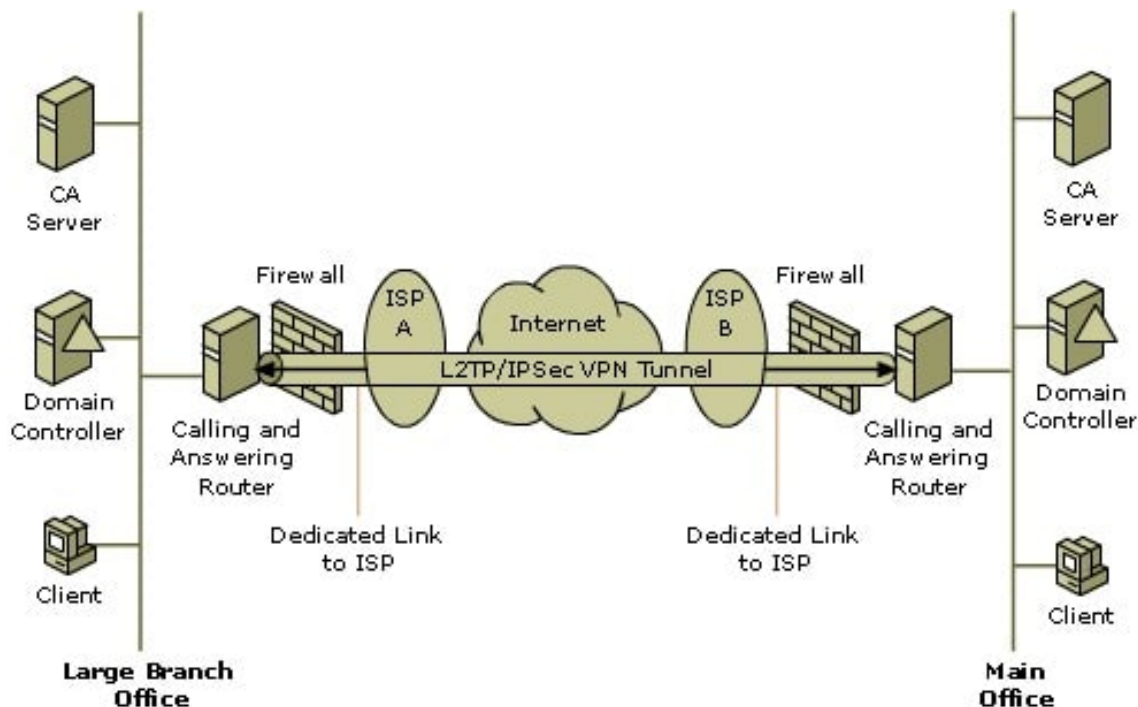 CA
Server
CA
Server
Firewall
ISP
A
Internet
ISP
B
Firewall
L2TP/IPSec VPN Tunnel
Domain
Controller
Calling and
Answering
Router
Calling and
Answering
Router
Domain
Controller
Dedicated Link
to ISP
Dedicated Link
to ISP
Client
Client
Large Branch
Office
Main
Office